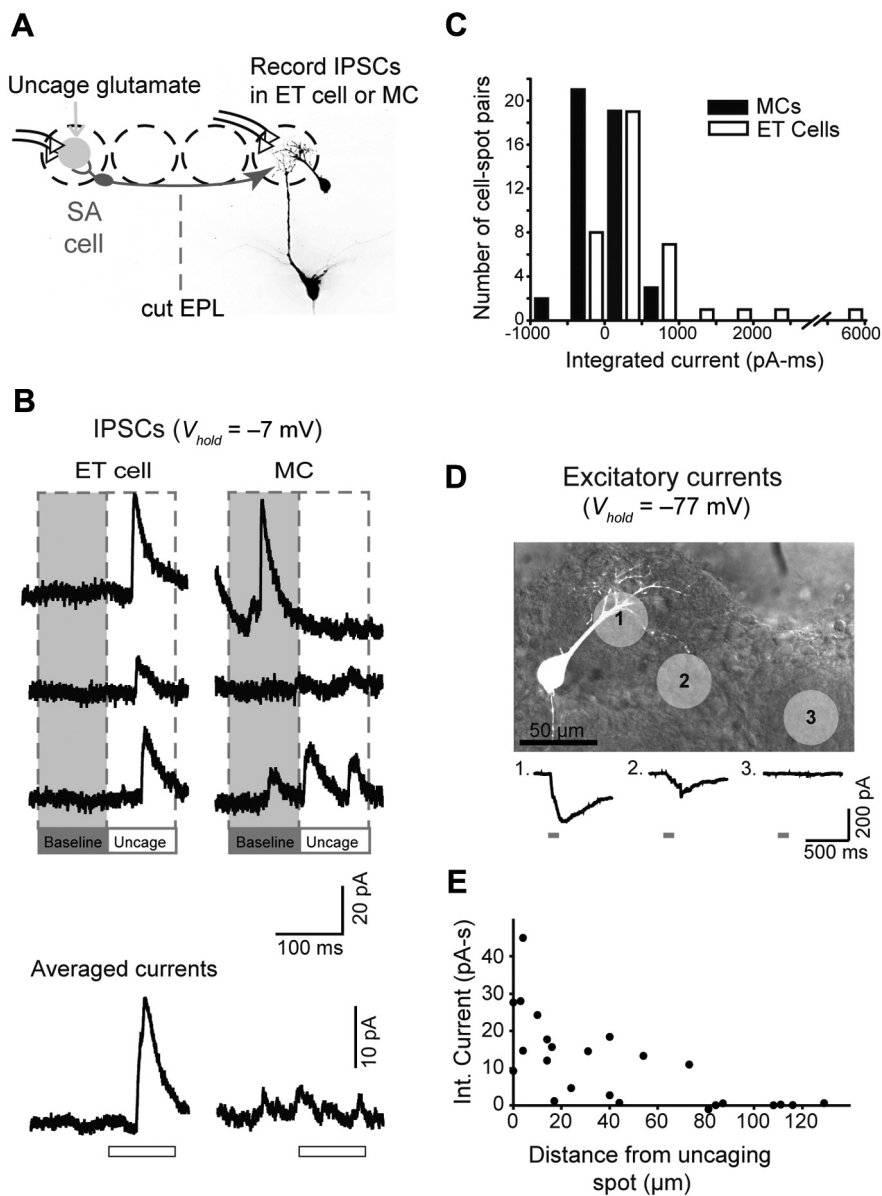 A
Uncage glutamate
Record IPSCs
in ET cell or MC
SA
cell
cut EPL
B
IPSCs (Vhold = –7 mV)
ET cell
MC
Baseline
Uncage
Baseline
Uncage
20 pA
100 ms
Averaged currents
10 pA
C
Number of cell-spot pairs
20
16
12
8
4
0
MCs
ET Cells
-1000
0
1000
2000
6000
Integrated current (pA-ms)
D
Excitatory currents
(Vhold = –77 mV)
1
2
3
50 µm
1.
2.
3.
200 pA
500 ms
E
Int. Current (pA-s)
40
30
20
10
0
0
20
40
60
80
100
120
Distance from uncaging
spot (µm)